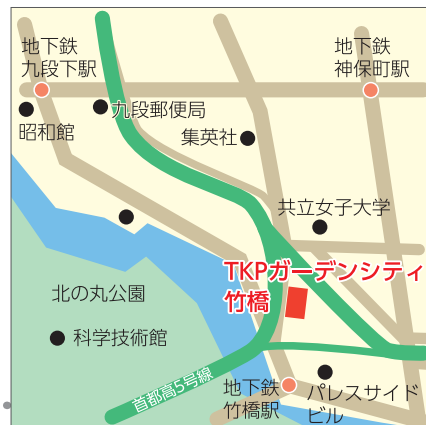 地下鉄
九段下駅
地下鉄
神保町駅
九段郵便局
昭和館
集英社
共立女子大学
TKPガーデンシティ
竹橋
北の丸公園
科学技術館
首都高5号線
地下鉄
竹橋駅
パレスサイド
ビル